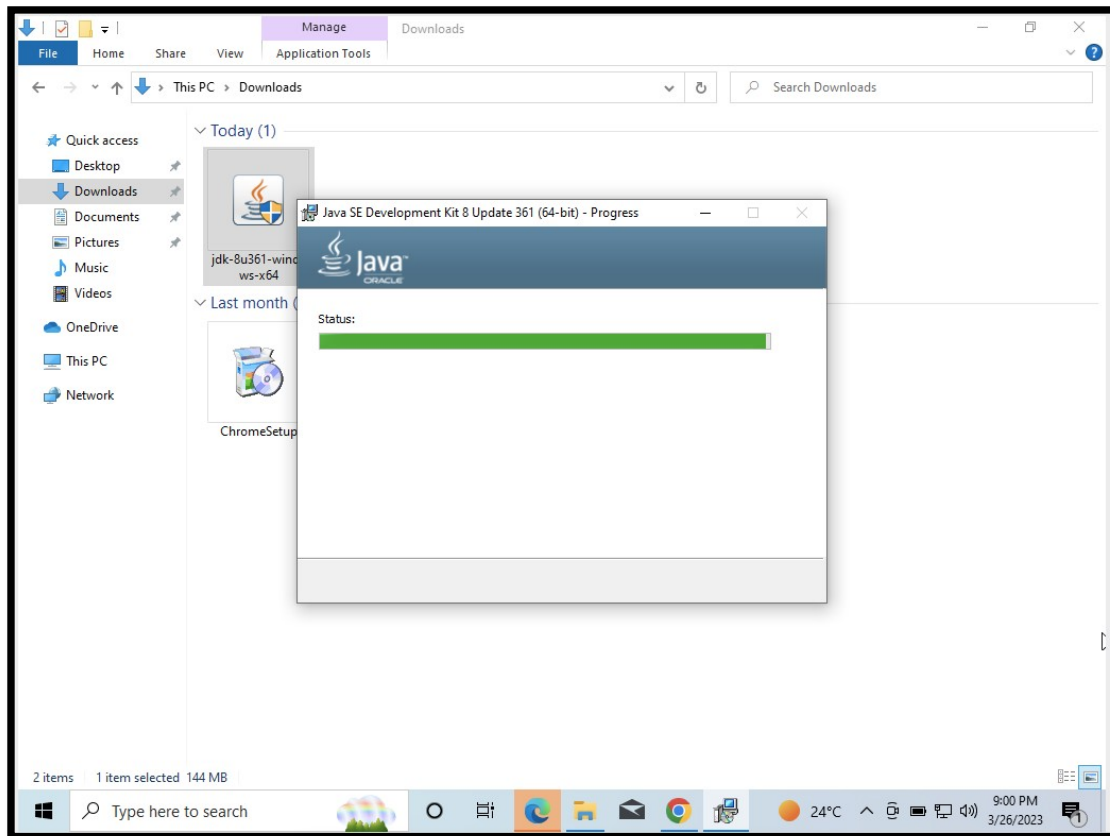 Manage
Downloads
File
Home
Share
View
Application Tools
This PC > Downloads
Search Downloads
Quick access
Desktop
Downloads
Documents
Pictures
Music
Videos
OneDrive
This PC
Network
Today (1)
jdk-8u361-windo
ws-x64
Last month (
ChromeSetup
Java SE Development Kit 8 Update 361 (64-bit) - Progress
Java™
ORACLE
Status:
2 items
1 item selected 144 MB
Type here to search
24°C
9:00 PM
3/26/2023
1